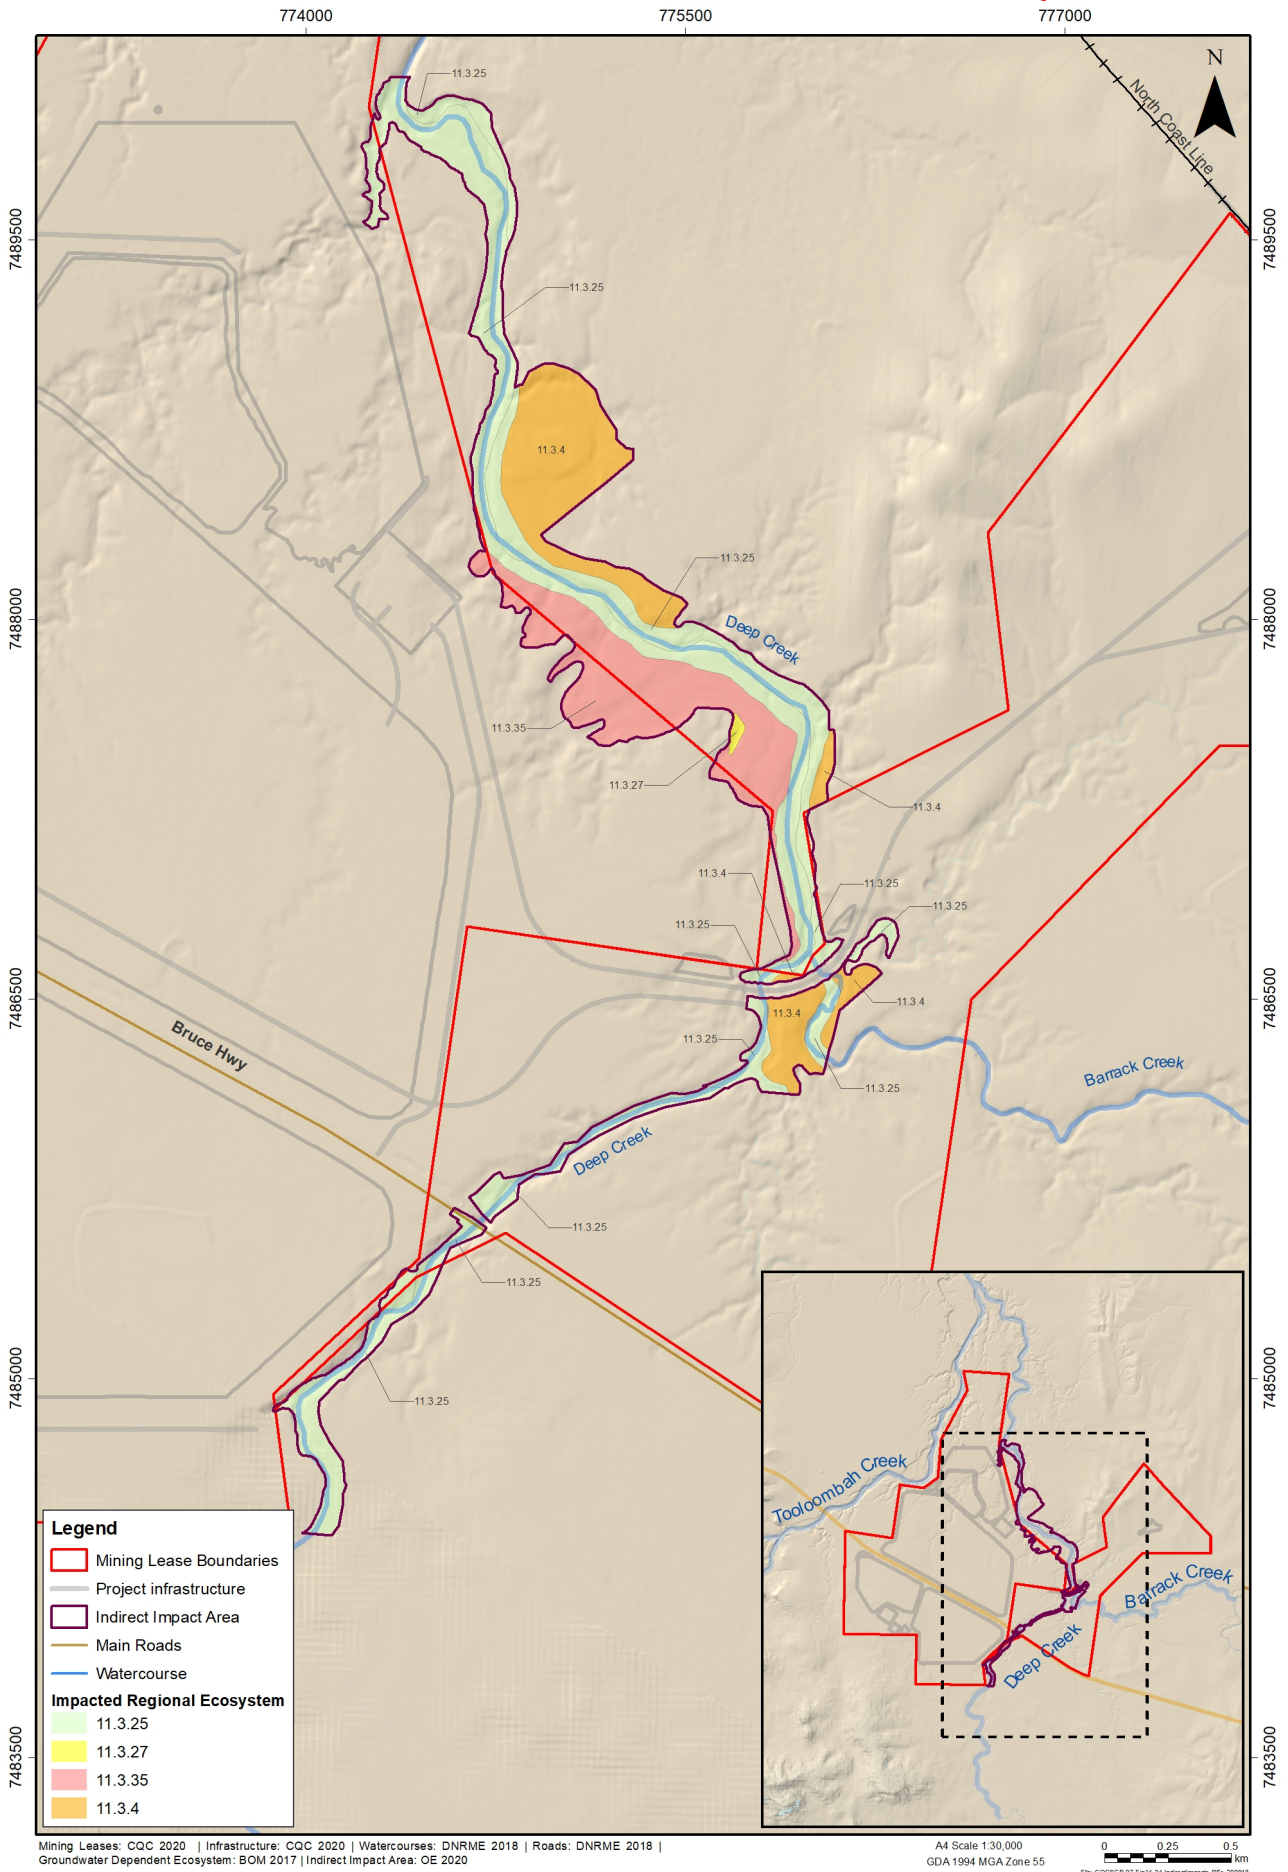 774000 775500 777000
N
North Coast Line
11.3.25
7489500 7489500
11.3.25
11.3.4
11.3.25
7488000 7488000
Deep Creek
11.3.35
11.3.27
11.3.4
11.3.4
11.3.25
11.3.25
11.3.25
7486500 7486500
11.3.4
11.3.4
11.3.25
Bruce Hwy
Barrack Creek
11.3.25
Deep Creek
11.3.25
11.3.25
7485000 7485000
11.3.25
Tooloombah Creek
Barrack Creek
Deep Creek
Legend
Mining Lease Boundaries
Project infrastructure
Indirect Impact Area
Main Roads
Watercourse
Impacted Regional Ecosystem
11.3.25
11.3.27
11.3.35
11.3.4
7483500 7483500
Mining Leases: CQC 2020 | Infrastructure: CQC 2020 | Watercourses: DNRME 2018 | Roads: DNRME 2018 |
Groundwater Dependent Ecosystem: BOM 2017 | Indirect Impact Area: OE 2020
A4 Scale 1:30,000
GDA 1994 MGA Zone 55
0 0.25 0.5
km